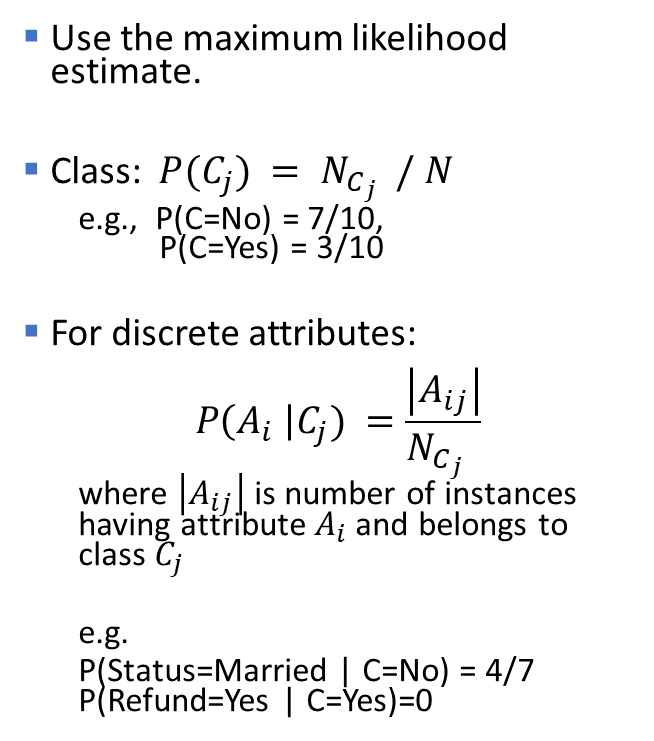 ▪ Use the maximum likelihood
estimate.
▪ Class: P(C_j) = N_{C_j} / N
e.g., P(C=No) = 7/10,
P(C=Yes) = 3/10
▪ For discrete attributes:
P(A_i |C_j) = |A_{ij}| / N_{C_j}
where |A_{ij}| is number of instances
having attribute A_i and belongs to
class C_j
e.g.
P(Status=Married | C=No) = 4/7
P(Refund=Yes | C=Yes)=0